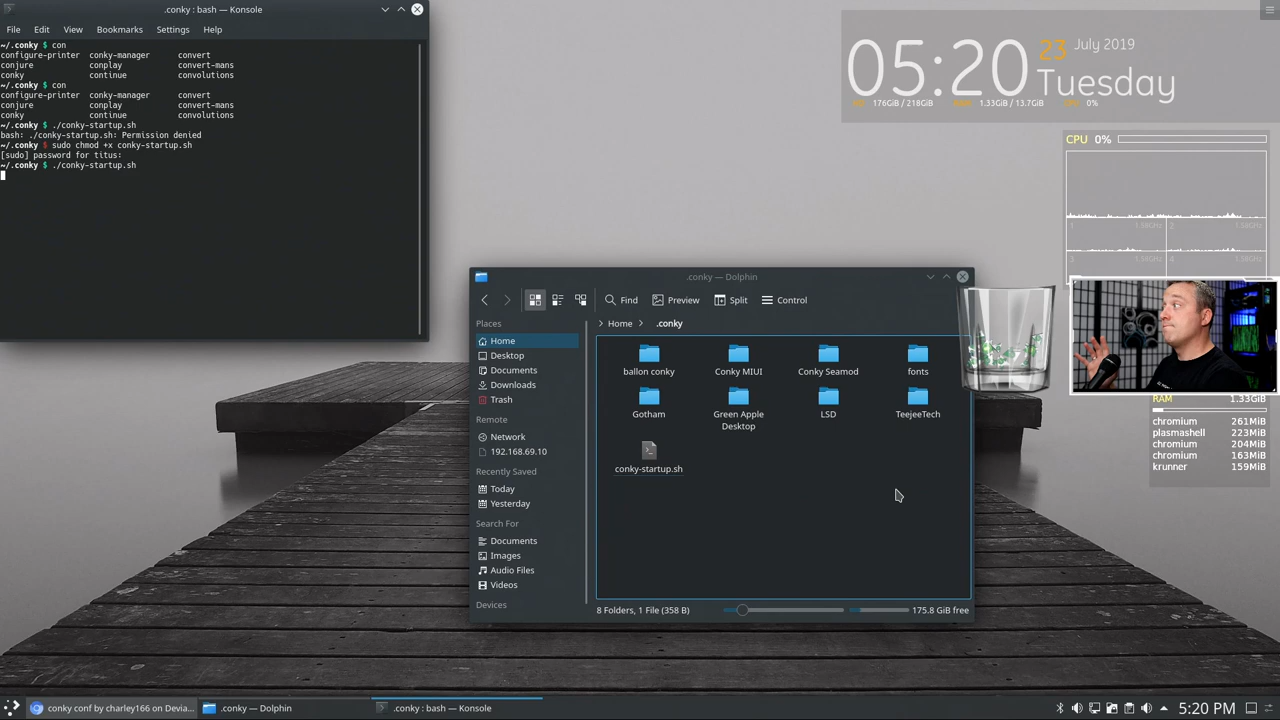 .conky : bash — Konsole
File Edit View Bookmarks Settings Help
~/.conky $ con
configure-printer conky-manager convert
conjure conplay convert-mans
conky continue convolutions
~/.conky $ con
configure-printer conky-manager convert
conjure conplay convert-mans
conky continue convolutions
~/.conky $ ./conky-startup.sh
bash: ./conky-startup.sh: Permission denied
~/.conky $ sudo chmod +x conky-startup.sh
[sudo] password for titus:
~/.conky $ ./conky-startup.sh
05:20 23 July 2019
Tuesday
176GiB / 218GiB 1.33GiB / 13.7GiB 0%
CPU 0%
1 1.68GHz 2 1.58GHz
3 4
RAM 1.33GiB
chromium 261MiB
plasmashell 223MiB
chromium 204MiB
chromium 163MiB
krunner 159MiB
.conky — Dolphin
Find Preview Split Control
Places
Home
Desktop
Documents
Downloads
Trash
Remote
Network
192.168.69.10
Recently Saved
Today
Yesterday
Search For
Documents
Images
Audio Files
Videos
Devices
Home .conky
ballon conky Conky MIUI Conky Seamod fonts
Gotham Green Apple Desktop LSD TeejeeTech
conky-startup.sh
8 Folders, 1 File (358 B) 175.8 GiB free
conky conf by charley166 on Devia... .conky — Dolphin .conky : bash — Konsole 5:20 PM